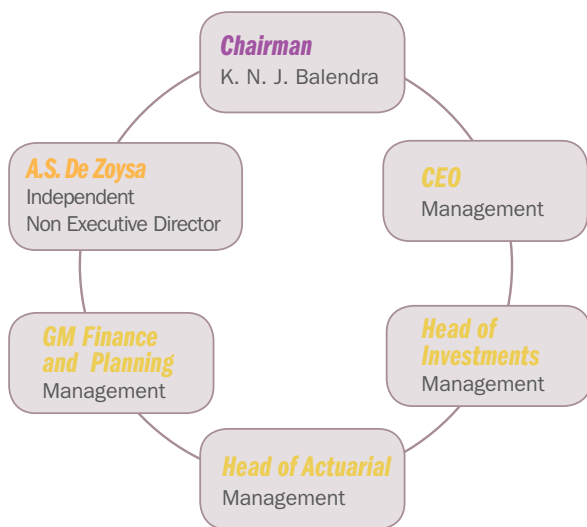 Chairman
K. N. J. Balendra
A.S. De Zoysa
Independent
Non Executive Director
CEO
Management
GM Finance
and Planning
Management
Head of
Investments
Management
Head of Actuarial
Management